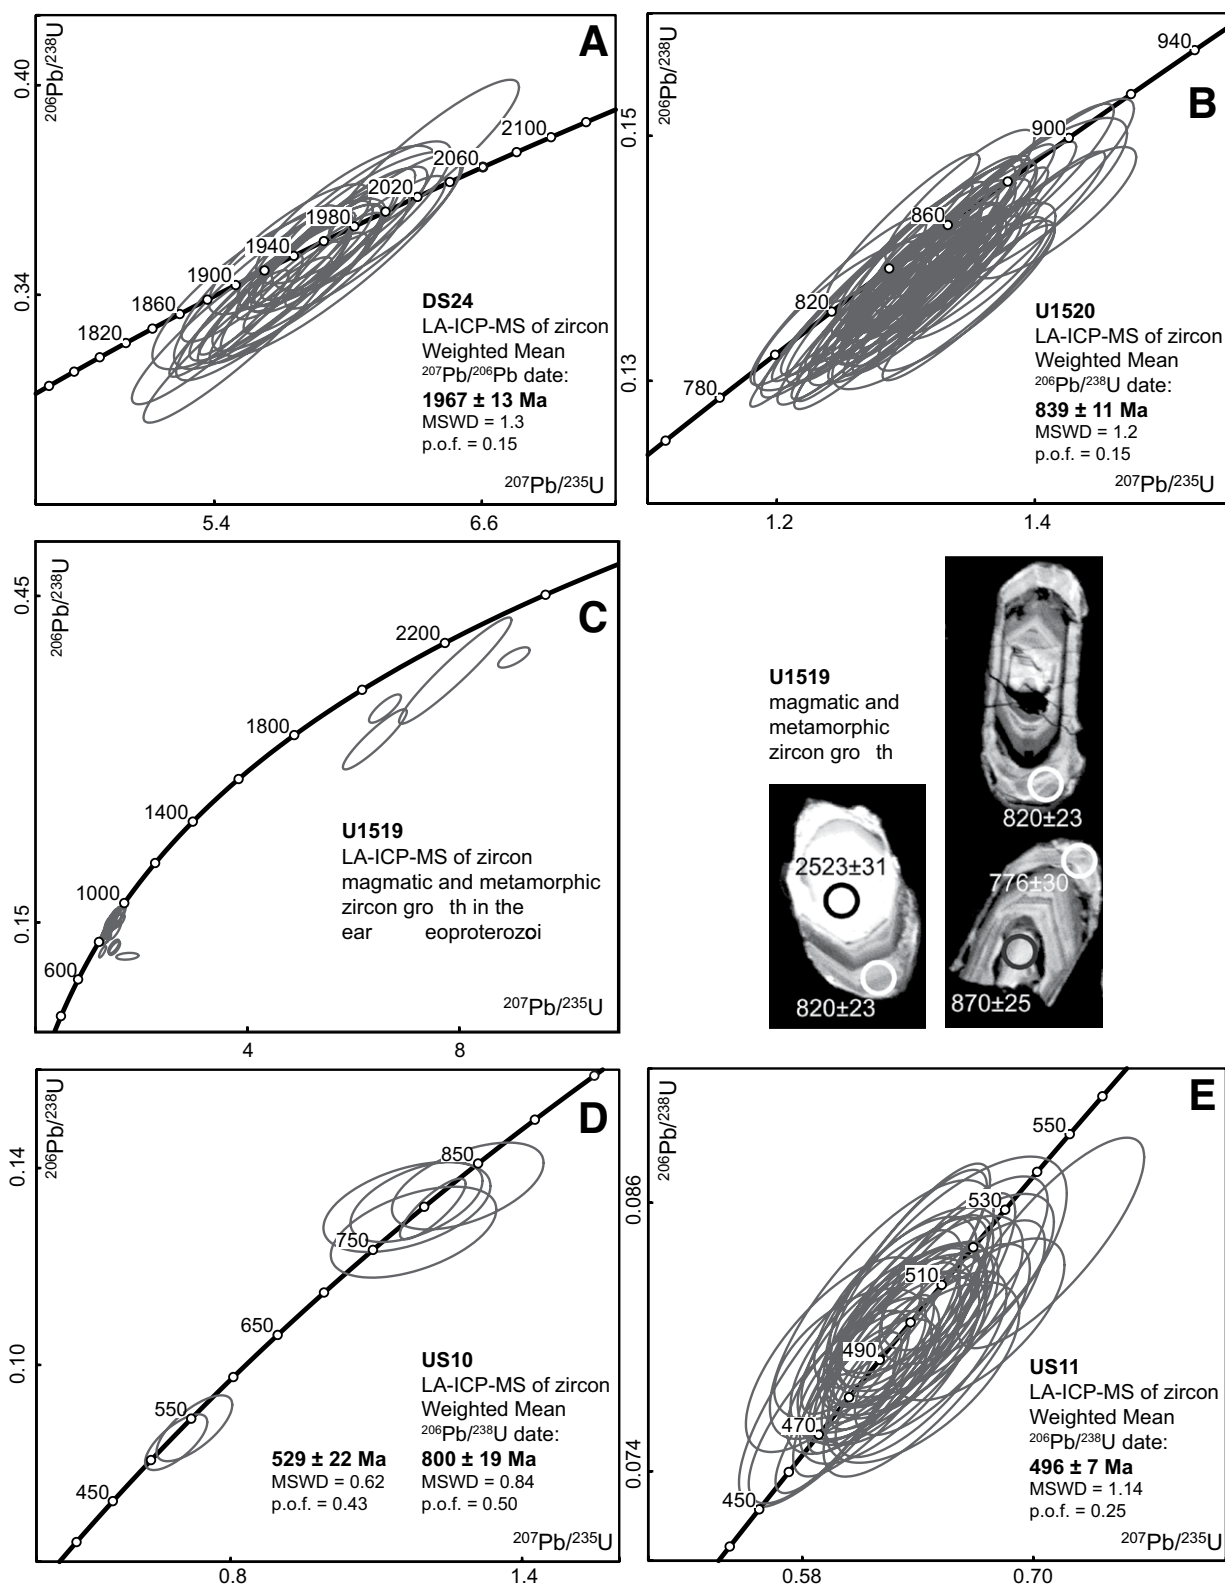 A
206Pb/238U
0.40
0.34
2100
2060
2020
1980
1940
1900
1860
1820
DS24
LA-ICP-MS of zircon
Weighted Mean
207Pb/206Pb date:
1967 ± 13 Ma
MSWD = 1.3
p.o.f. = 0.15
207Pb/235U
5.4
6.6
B
206Pb/238U
0.15
0.13
940
900
860
820
780
U1520
LA-ICP-MS of zircon
Weighted Mean
206Pb/238U date:
839 ± 11 Ma
MSWD = 1.2
p.o.f. = 0.15
207Pb/235U
1.2
1.4
C
206Pb/238U
0.45
0.15
2200
1800
1400
1000
600
U1519
LA-ICP-MS of zircon
magmatic and metamorphic
zircon gro th in the
ear eoproterozoi
207Pb/235U
4
8
U1519
magmatic and
metamorphic
zircon gro th
2523±31
820±23
820±23
776±30
870±25
D
206Pb/238U
0.14
0.10
850
750
650
550
450
US10
LA-ICP-MS of zircon
Weighted Mean
206Pb/238U date:
529 ± 22 Ma 800 ± 19 Ma
MSWD = 0.62 MSWD = 0.84
p.o.f. = 0.43 p.o.f. = 0.50
207Pb/235U
0.8
1.4
E
206Pb/238U
0.086
0.074
550
530
510
490
470
450
US11
LA-ICP-MS of zircon
Weighted Mean
206Pb/238U date:
496 ± 7 Ma
MSWD = 1.14
p.o.f. = 0.25
207Pb/235U
0.58
0.70